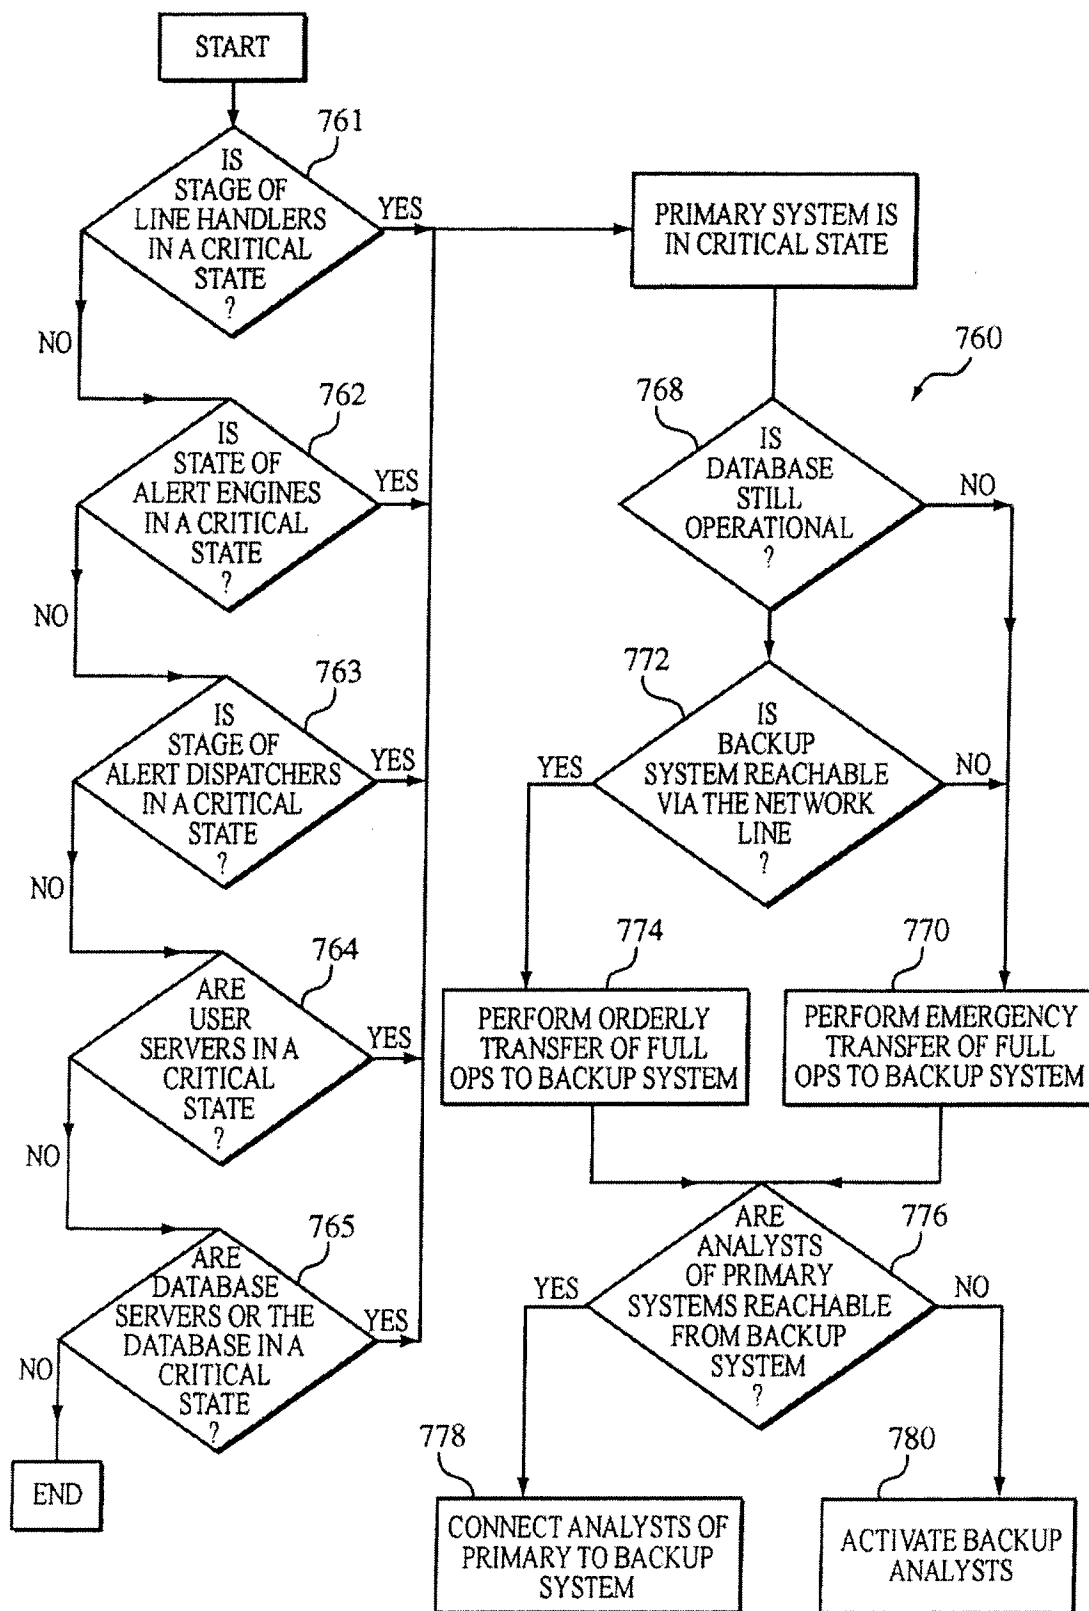 START
761
IS
STAGE OF
LINE HANDLERS
IN A CRITICAL
STATE
?
YES
NO
PRIMARY SYSTEM IS
IN CRITICAL STATE
760
762
IS
STATE OF
ALERT ENGINES
IN A CRITICAL
STATE
?
YES
NO
768
IS
DATABASE
STILL
OPERATIONAL
?
NO
763
IS
STAGE OF
ALERT DISPATCHERS
IN A CRITICAL
STATE
?
YES
NO
772
IS
BACKUP
SYSTEM REACHABLE
VIA THE NETWORK
LINE
?
YES
NO
764
ARE
USER
SERVERS IN A
CRITICAL
STATE
?
YES
NO
774
PERFORM ORDERLY
TRANSFER OF FULL
OPS TO BACKUP SYSTEM
770
PERFORM EMERGENCY
TRANSFER OF FULL
OPS TO BACKUP SYSTEM
765
ARE
DATABASE
SERVERS OR THE
DATABASE IN A
CRITICAL
STATE
?
YES
NO
END
776
ARE
ANALYSTS
OF PRIMARY
SYSTEMS REACHABLE
FROM BACKUP
SYSTEM
?
YES
NO
778
CONNECT ANALYSTS OF
PRIMARY TO BACKUP
SYSTEM
780
ACTIVATE BACKUP
ANALYSTS